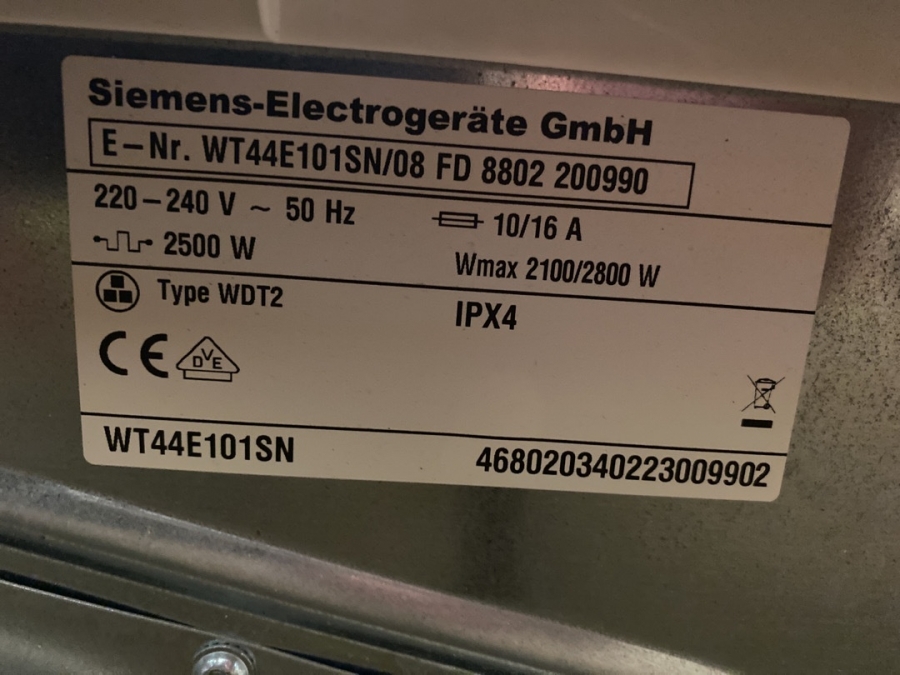 Siemens-Electrogeräte GmbH
E-Nr. WT44E101SN/08 FD 8802 200990
220-240 V ~ 50 Hz
10/16 A
2500 W
Wmax 2100/2800 W
Type WDT2
IPX4
CE
DVE
WT44E101SN
468020340223009902